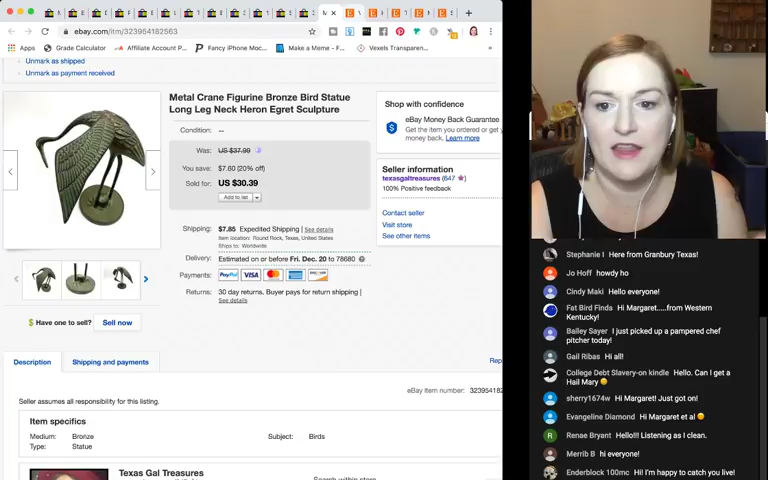 ebay.com/itm/323954182563
Apps
Grade Calculator
Affiliate Account P...
Fancy iPhone Moc...
Make a Meme - F...
Vexels Transparen...
Unmark as shipped
Unmark as payment received
Metal Crane Figurine Bronze Bird Statue
Long Leg Neck Heron Egret Sculpture
Condition: --
Was: US $37.99
You save: $7.60 (20% off)
Sold for: US $30.39
Add to list
Shipping: $7.85 Expedited Shipping | See details
Item location: Round Rock, Texas, United States
Ships to: Worldwide
Delivery: Estimated on or before Fri. Dec. 20 to 78680
Payments: PayPal VISA DISCOVER
Returns: 30 day returns. Buyer pays for return shipping |
See details
Shop with confidence
eBay Money Back Guarantee
Get the item you ordered or get
money back. Learn more
Seller information
texasgaltreasures (647
100% Positive feedback
Contact seller
Visit store
See other items
$ Have one to sell? Sell now
Description
Shipping and payments
Rep
eBay Item number: 323954182
Seller assumes all responsibility for this listing.
Item specifics
Medium: Bronze
Subject: Birds
Type: Statue
Texas Gal Treasures
Search within store
Stephanie I Here from Granbury Texas!
Jo Hoff howdy ho
Cindy Maki Hello everyone!
Fat Bird Finds Hi Margaret.....from Western
Kentucky!
Bailey Sayer I just picked up a pampered chef
pitcher today!
Gail Ribas Hi all!
College Debt Slavery-on kindle Hello. Can I get a
Hail Mary
sherry1674w Hi Margaret! Just got on!
Evangeline Diamond Hi Margaret et al
R
Renae Bryant Hello!!! Listening as I clean.
Merrib B hi everyone!
Enderblock 100mc Hi! I'm happy to catch you live!